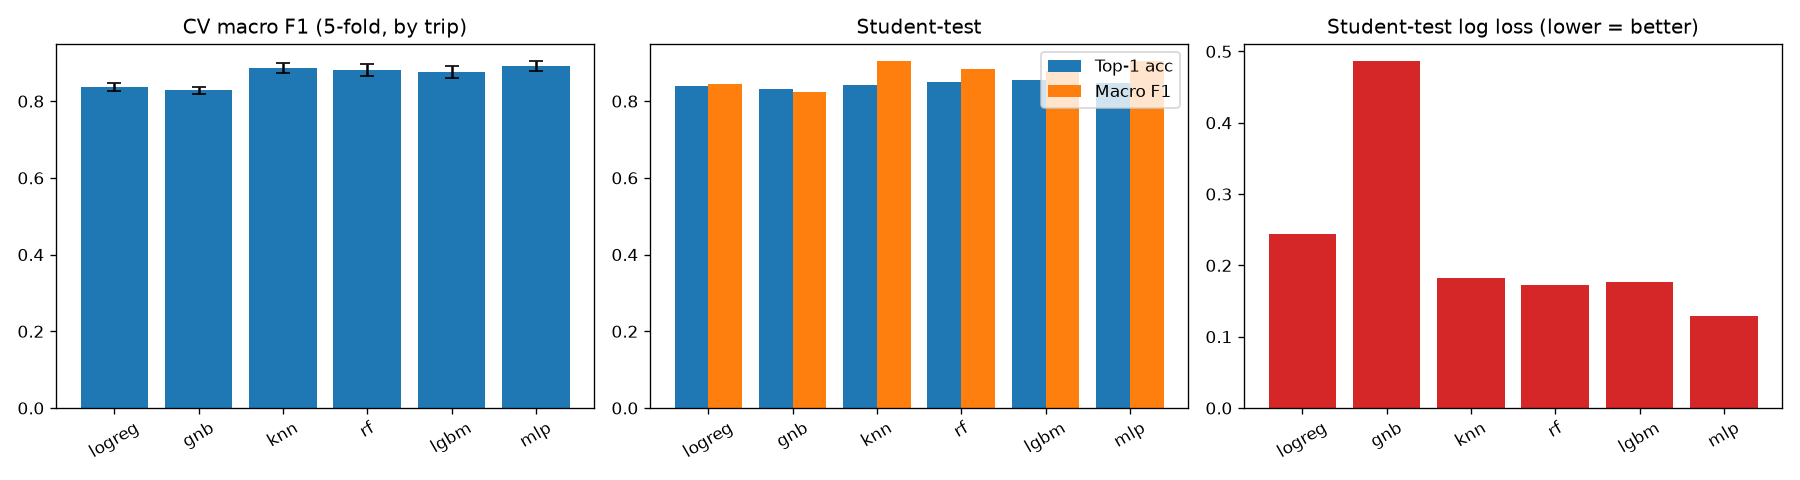 CV macro F1 (5-fold, by trip)
0.8
0.6
0.4
0.2
0.0
logreg
gnb
knn
rf
lgbm
mlp
Student-test
Top-1 acc
Macro F1
0.8
0.6
0.4
0.2
0.0
logreg
gnb
knn
rf
lgbm
mlp
Student-test log loss (lower = better)
0.5
0.4
0.3
0.2
0.1
0.0
logreg
gnb
knn
rf
lgbm
mlp